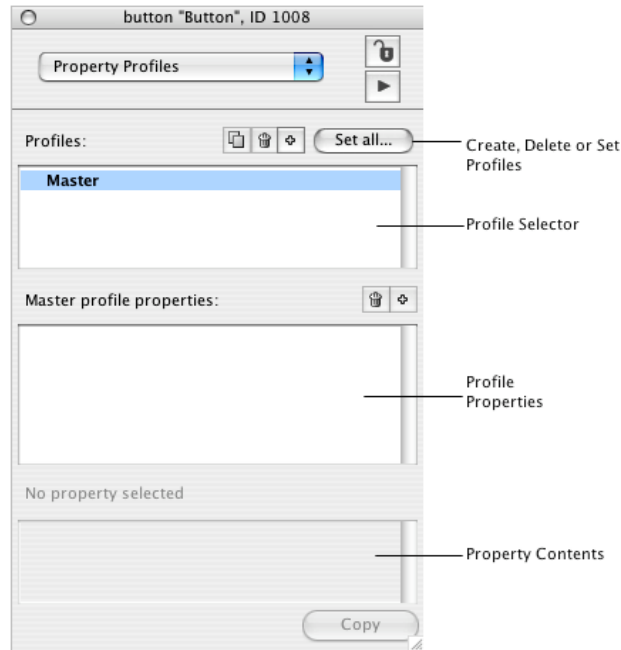 button "Button", ID 1008
Property Profiles
Profiles:
Set all...
Create, Delete or Set
Profiles
Master
Profile Selector
Master profile properties:
Profile
Properties
No property selected
Property Contents
Copy